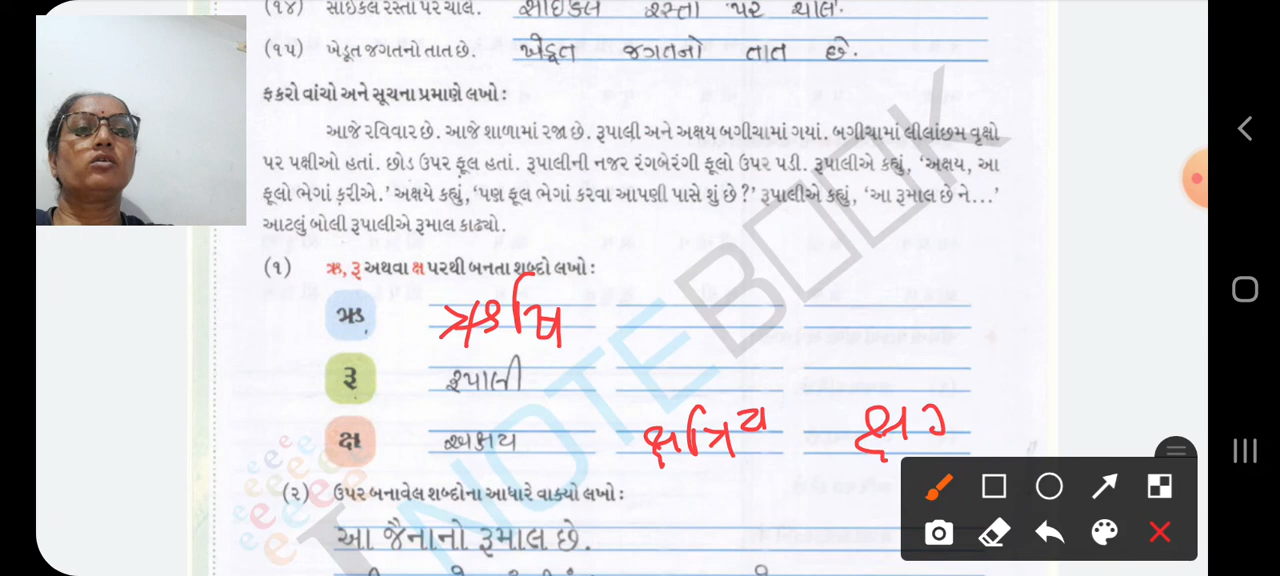 (૧૪) સાઇકલ રસ્તા પર ચાલે. સાઇકલ રસ્તા પર ચાલે.
(૧૫) ખેડૂત જગતનો તાત છે. ખેડૂત જગતનો તાત છે.
ફકરો વાંચો અને સૂચના પ્રમાણે લખો :
આજે રવિવાર છે. આજે શાળામાં રજા છે. રૂપાલી અને અક્ષય બગીચામાં ગયાં. બગીચામાં લીલાંછમ વૃક્ષો
પર પક્ષીઓ હતાં. છોડ ઉપર ફૂલ હતાં. રૂપાલીની નજર રંગબેરંગી ફૂલો ઉપર પડી. રૂપાલીએ કહ્યું, ‘અક્ષય, આ
ફૂલો ભેગાં કરીએ.’ અક્ષયે કહ્યું, ‘પણ ફૂલ ભેગાં કરવા આપણી પાસે શું છે ?’ રૂપાલીએ કહ્યું, ‘આ રૂમાલ છે ને...’
આટલું બોલી રૂપાલીએ રૂમાલ કાઢ્યો.
(૧) ઋ, રૂ અથવા ક્ષ પરથી બનતા શબ્દો લખો :
ઋ ઋષિ
રૂ રૂપાલી
ક્ષ અક્ષય ક્ષત્રિય ક્ષ
(૨) ઉપર બનાવેલ શબ્દોના આધારે વાક્યો લખો :
આ જૈનાનો રૂમાલ છે.
NOTEBOOK